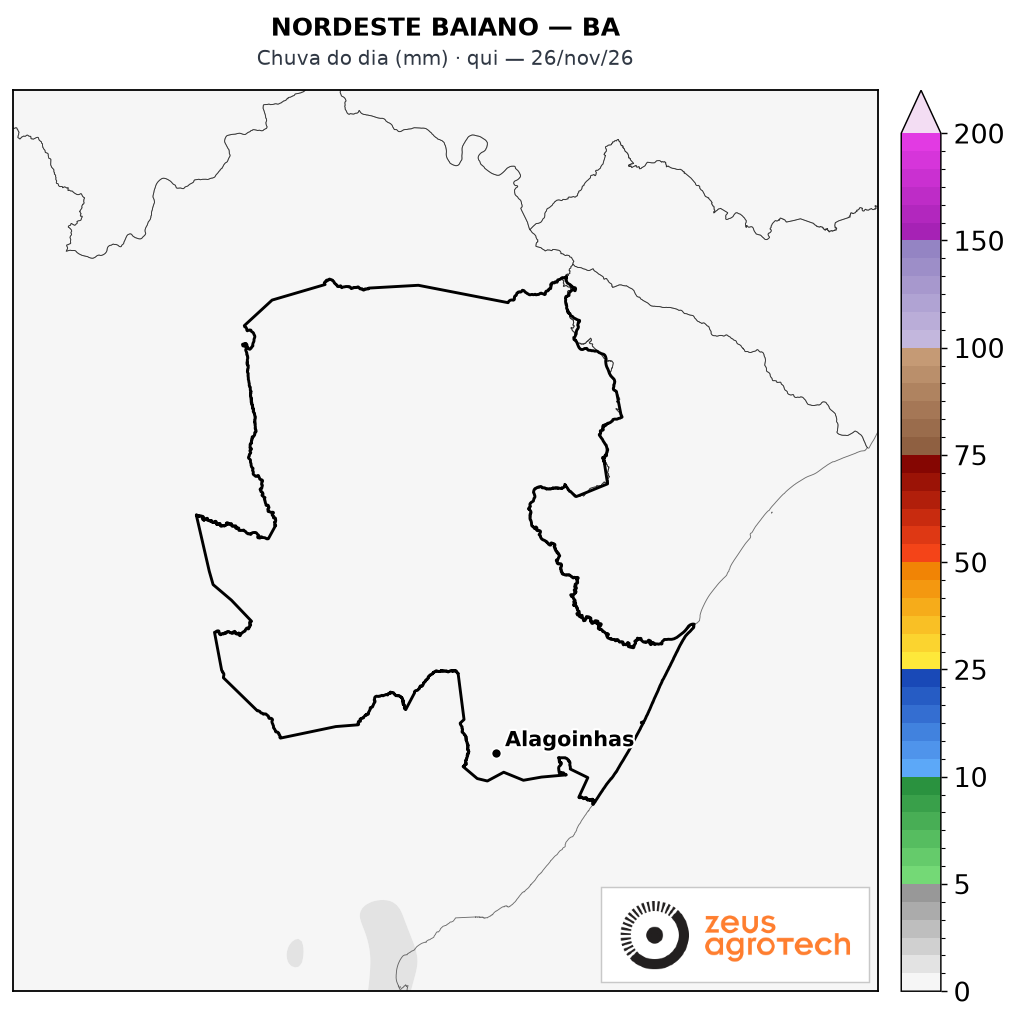 NORDESTE BAIANO — BA
Chuva do dia (mm) · qui — 26/nov/26
200
150
100
75
50
25
10
5
0
Alagoinhas
zeus
agrotech